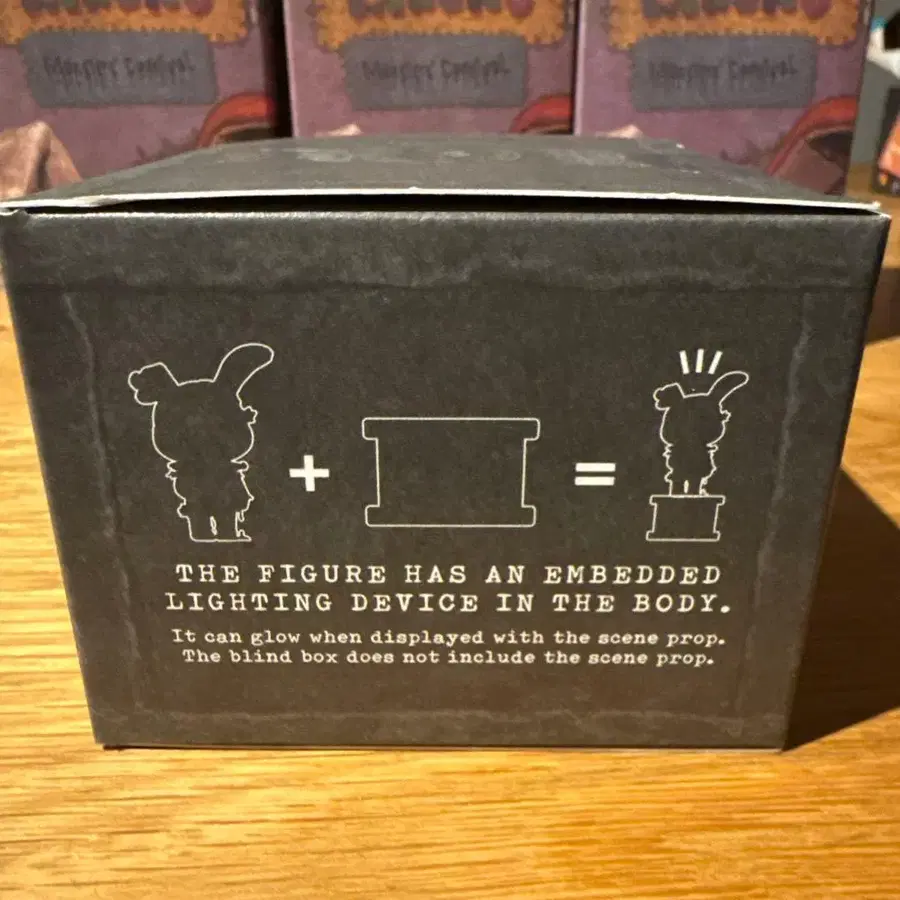 THE FIGURE HAS AN EMBEDDED
LIGHTING DEVICE IN THE BODY.
It can glow when displayed with the scene prop.
The blind box does not include the scene prop.